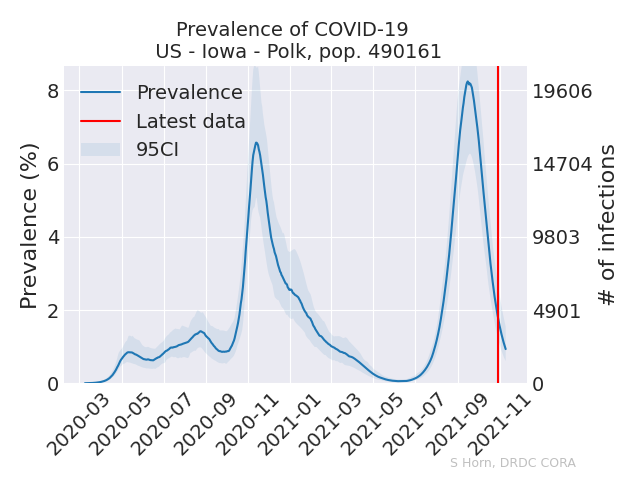 Prevalence of COVID-19
US - Iowa - Polk, pop. 490161
Prevalence
Latest data
95CI
Prevalence (%)
8
6
4
2
0
# of infections
19606
14704
9803
4901
0
2020-03
2020-05
2020-07
2020-09
2020-11
2021-01
2021-03
2021-05
2021-07
2021-09
2021-11
S Horn, DRDC CORA